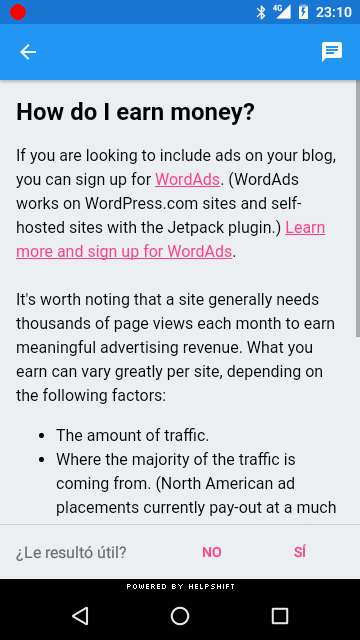 4G 23:10
How do I earn money?
If you are looking to include ads on your blog,
you can sign up for WordAds. (WordAds
works on WordPress.com sites and self-
hosted sites with the Jetpack plugin.) Learn
more and sign up for WordAds.
It's worth noting that a site generally needs
thousands of page views each month to earn
meaningful advertising revenue. What you
earn can vary greatly per site, depending on
the following factors:
• The amount of traffic.
• Where the majority of the traffic is
coming from. (North American ad
placements currently pay-out at a much
¿Le resultó útil? NO SÍ
POWERED BY HELPSHIFT